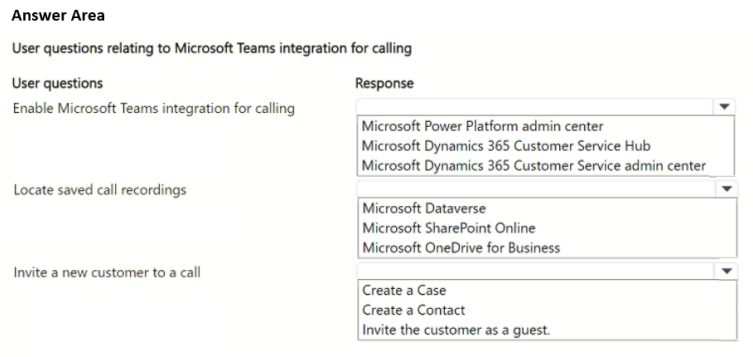 Answer Area
User questions relating to Microsoft Teams integration for calling
User questions Response
Enable Microsoft Teams integration for calling
Microsoft Power Platform admin center
Microsoft Dynamics 365 Customer Service Hub
Microsoft Dynamics 365 Customer Service admin center
Locate saved call recordings
Microsoft Dataverse
Microsoft SharePoint Online
Microsoft OneDrive for Business
Invite a new customer to a call
Create a Case
Create a Contact
Invite the customer as a guest.